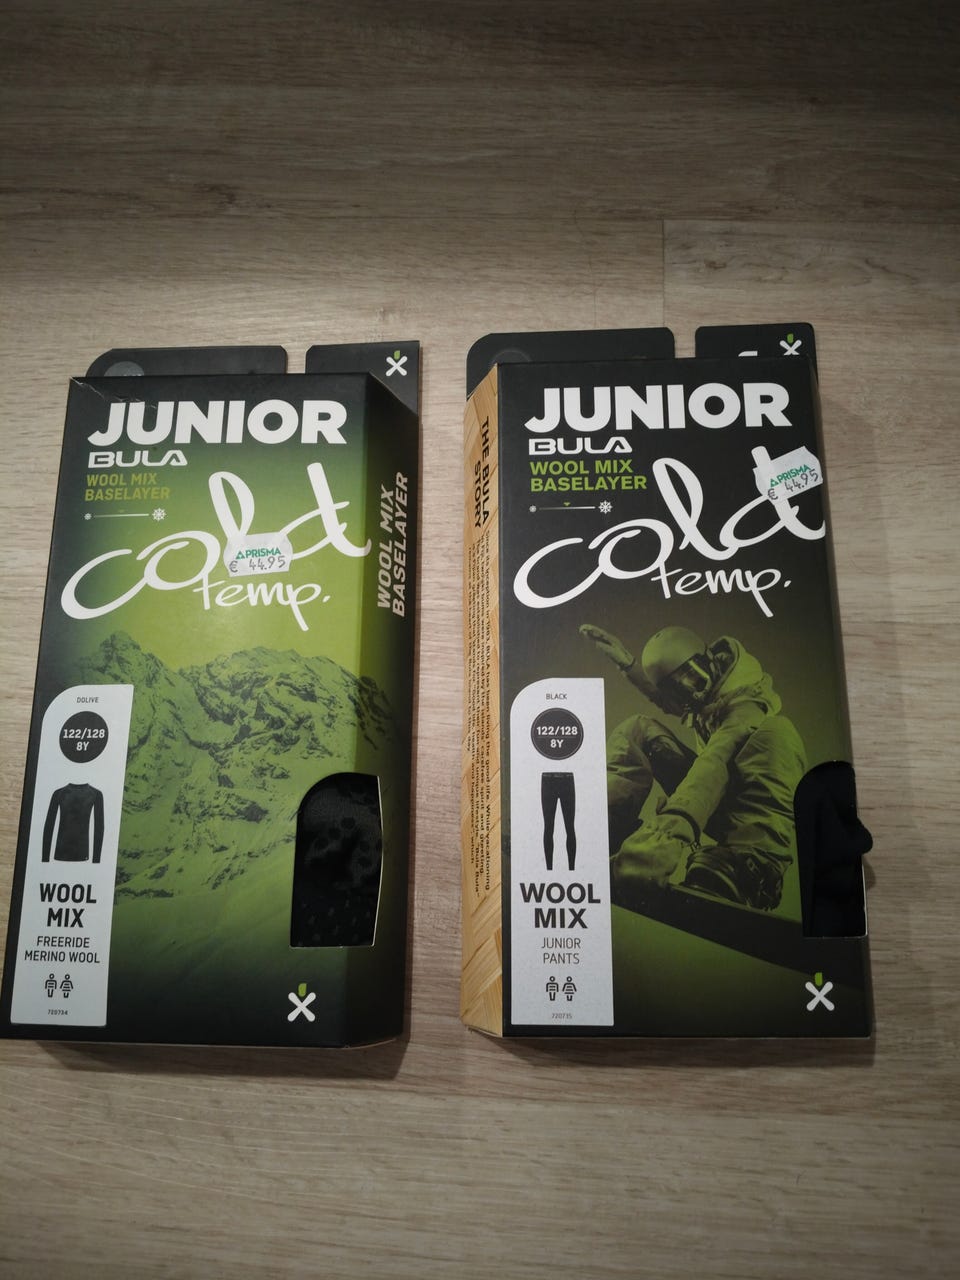 JUNIOR
BULA
WOOL MIX
BASELAYER
cold
temp.
PRISMA
€ 44.95
WOOL MIX
BASELAYER
DOLIVE
122/128
8Y
WOOL
MIX
FREERIDE
MERINO WOOL
720734
JUNIOR
BULA
WOOL MIX
BASELAYER
cold
temp.
PRISMA
€ 44.95
THE BULA
STORY
BLACK
122/128
8Y
WOOL
MIX
JUNIOR
PANTS
720735